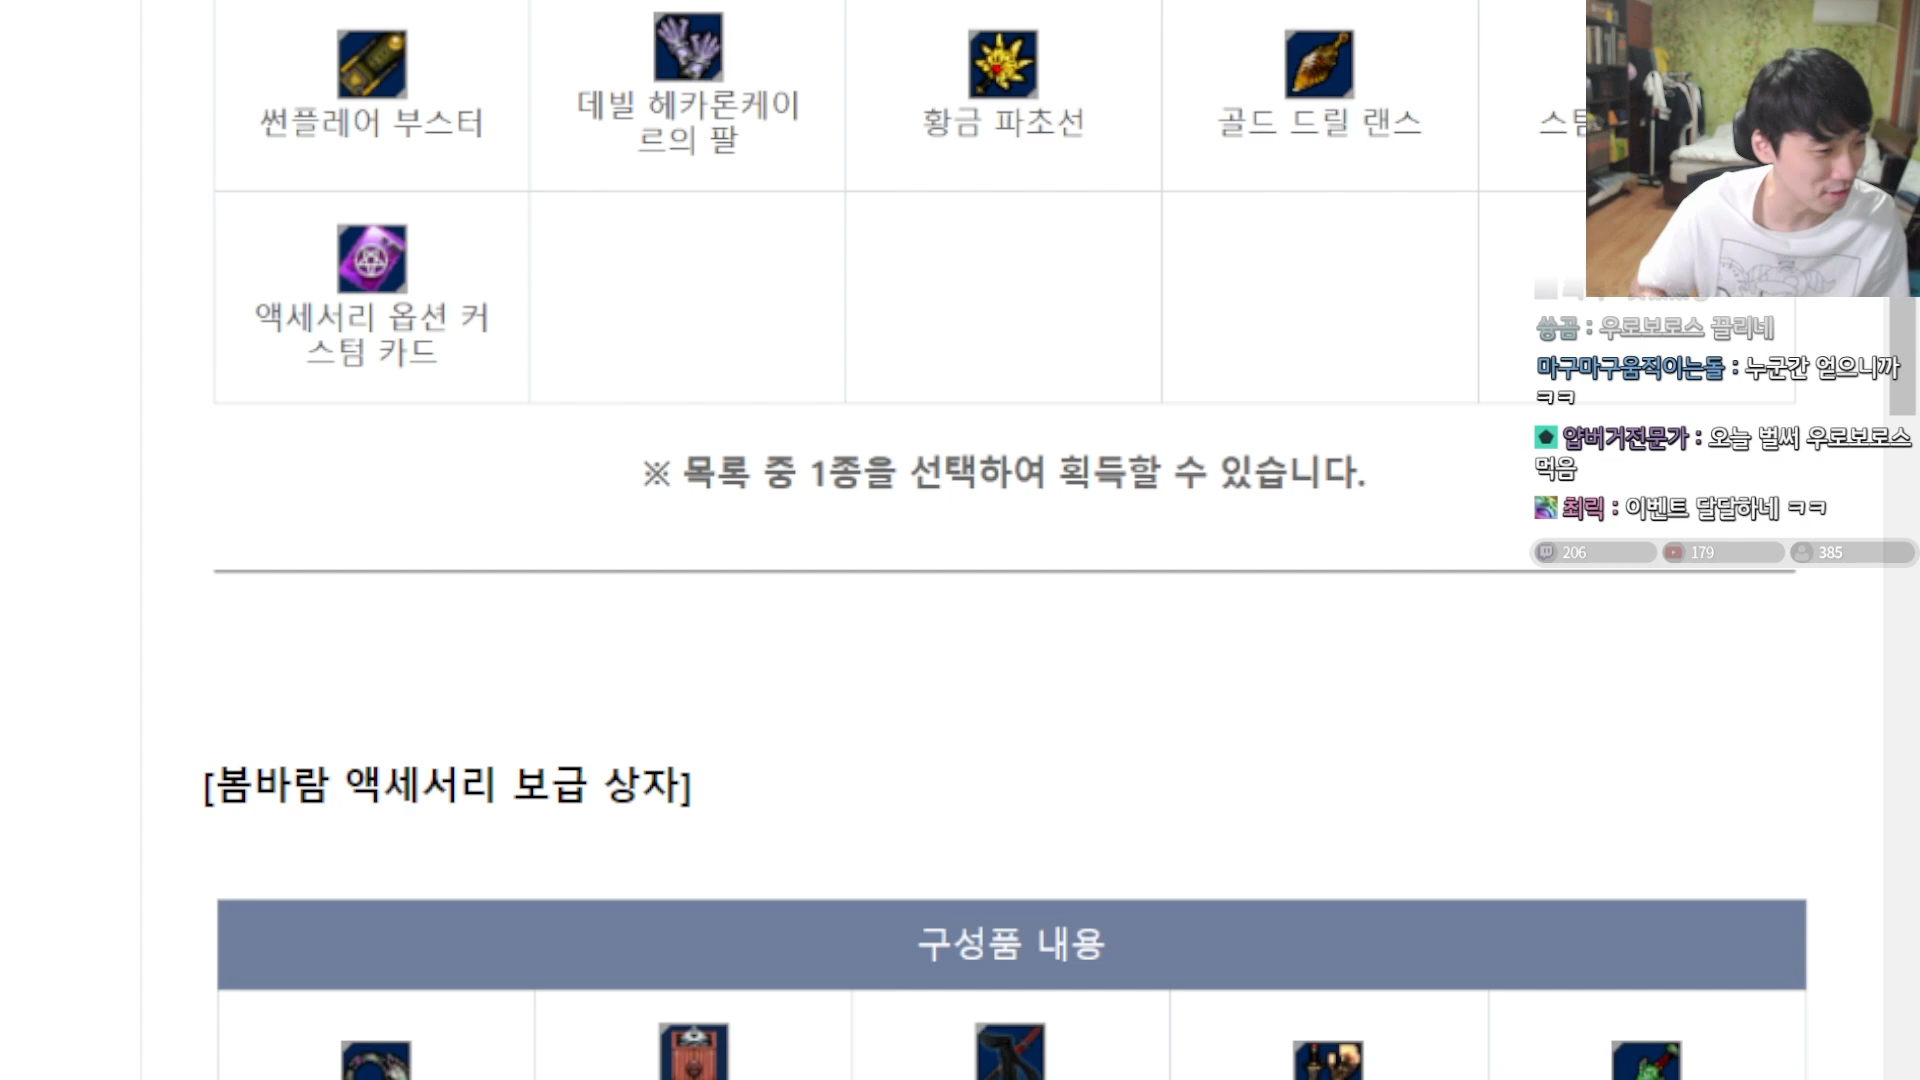 썬플레어 부스터
데빌 헤카론케이
르의 팔
황금 파초선
골드 드릴 랜스
액세서리 옵션 커
스텀 카드
쑹곰 : 우로보로스 끌리네
마구마구움직이는돌 : 누군간 얻으니까
ㅋㅋ
얍버거전문가 : 오늘 벌써 우로보로스
먹음
최릭 : 이벤트 달달하네 ㅋㅋ
206 179 385
※ 목록 중 1종을 선택하여 획득할 수 있습니다.
[봄바람 액세서리 보급 상자]
구성품 내용